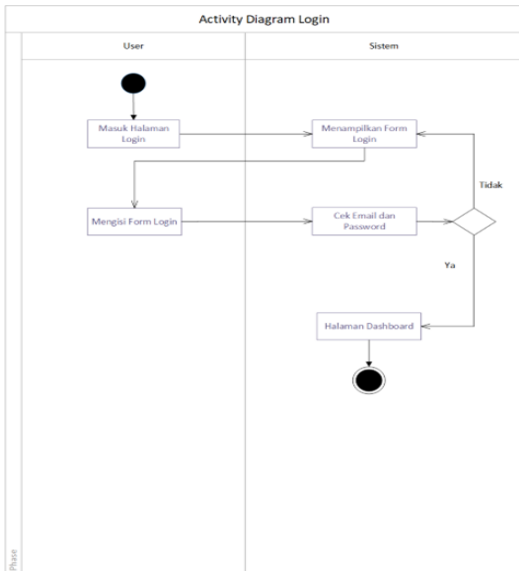 Activity Diagram Login
User
Sistem
Masuk Halaman
Login
Menampilkan Form
Login
Tidak
Mengisi Form Login
Cek Email dan
Password
Ya
Halaman Dashboard
Phase